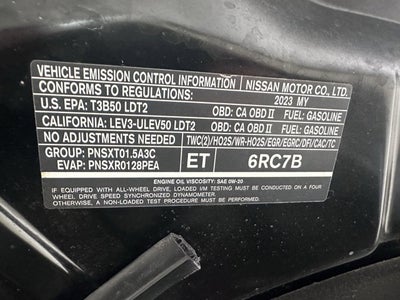 VEHICLE EMISSION CONTROL INFORMATION NISSAN MOTOR CO., LTD.
CONFORMS TO REGULATIONS: 2023 MY
U.S. EPA: T3B50 LDT2 OBD: CA OBD II FUEL: GASOLINE
CALIFORNIA: LEV3-ULEV50 LDT2 OBD: CA OBD II FUEL: GASOLINE
NO ADJUSTMENTS NEEDED TWC(2)/HO2S/WR-HO2S/EGR/EGRC/DFI/CAC/TC
GROUP: PNSXT01.5A3C
EVAP: PNSXR0128PEA ET 6RC7B
ENGINE OIL VISCOSITY: SAE 0W-20
IF EQUIPPED WITH ALL-WHEEL DRIVE, LOADED I/M TESTING MIGHT REQUIRE A FOUR-WHEEL
DRIVE, SPEED SYNCHRONIZED DYNAMOMETER.
OTHERWISE, A NON-LOADED TEST PROCEDURE MUST BE PERFORMED.